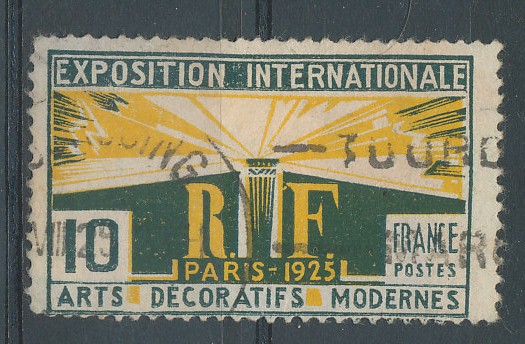 EXPOSITION INTERNATIONALE
R. F.
10
FRANCE
POSTES
PARIS-1925
ARTS DÉCORATIFS MODERNES